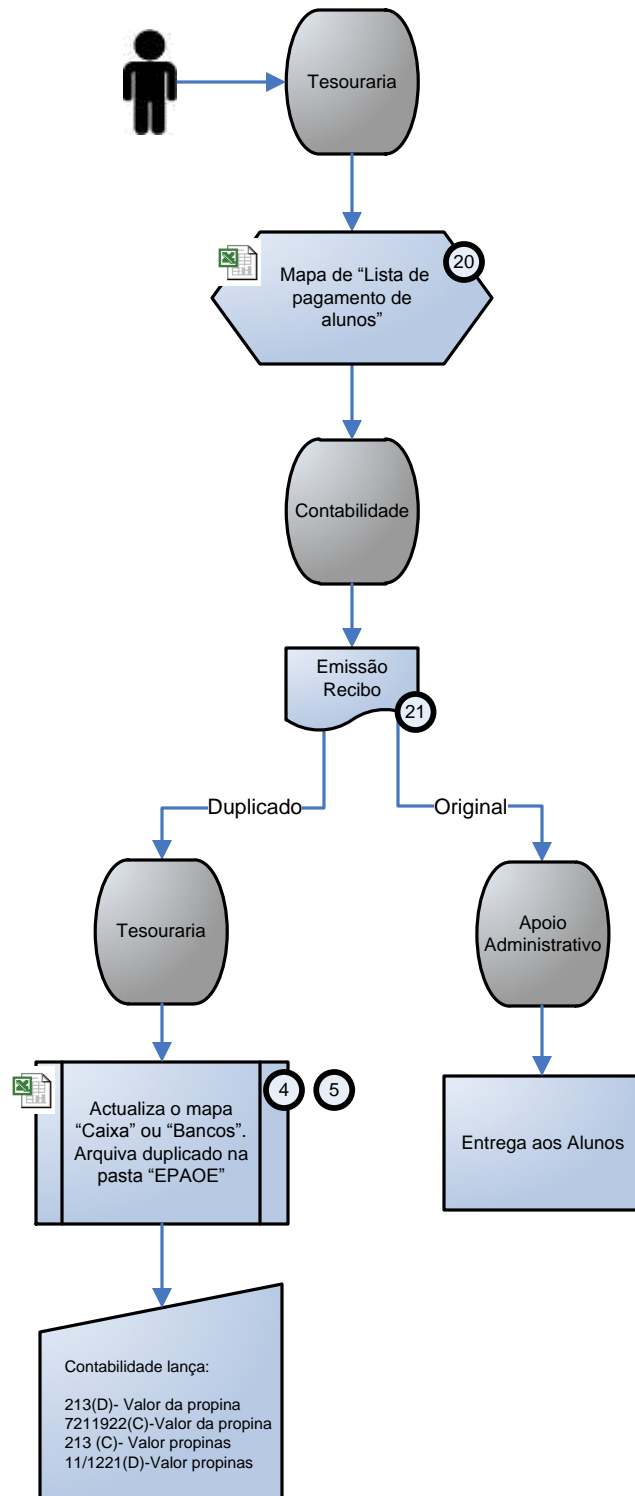 Tesouraria
20
Mapa de “Lista de
pagamento de
alunos”
Contabilidade
Emissão
Recibo
21
Duplicado
Original
Tesouraria
Apoio
Administrativo
4
5
Actualiza o mapa
“Caixa” ou “Bancos”.
Arquiva duplicado na
pasta “EPAOE”
Entrega aos Alunos
Contabilidade lança:
213(D)- Valor da propina
7211922(C)-Valor da propina
213 (C)- Valor propinas
11/1221(D)-Valor propinas